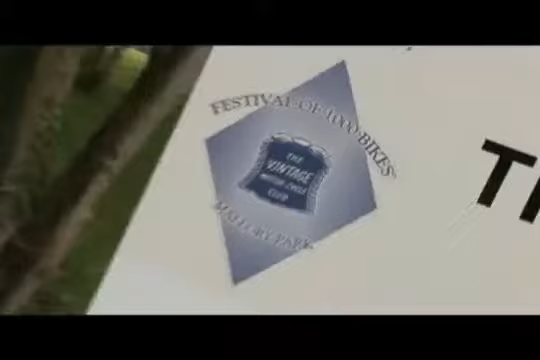 FESTIVAL OF 1000 BIKES
THE
VINTAGE
MOTOR CYCLE
CLUB
MALLORY PARK